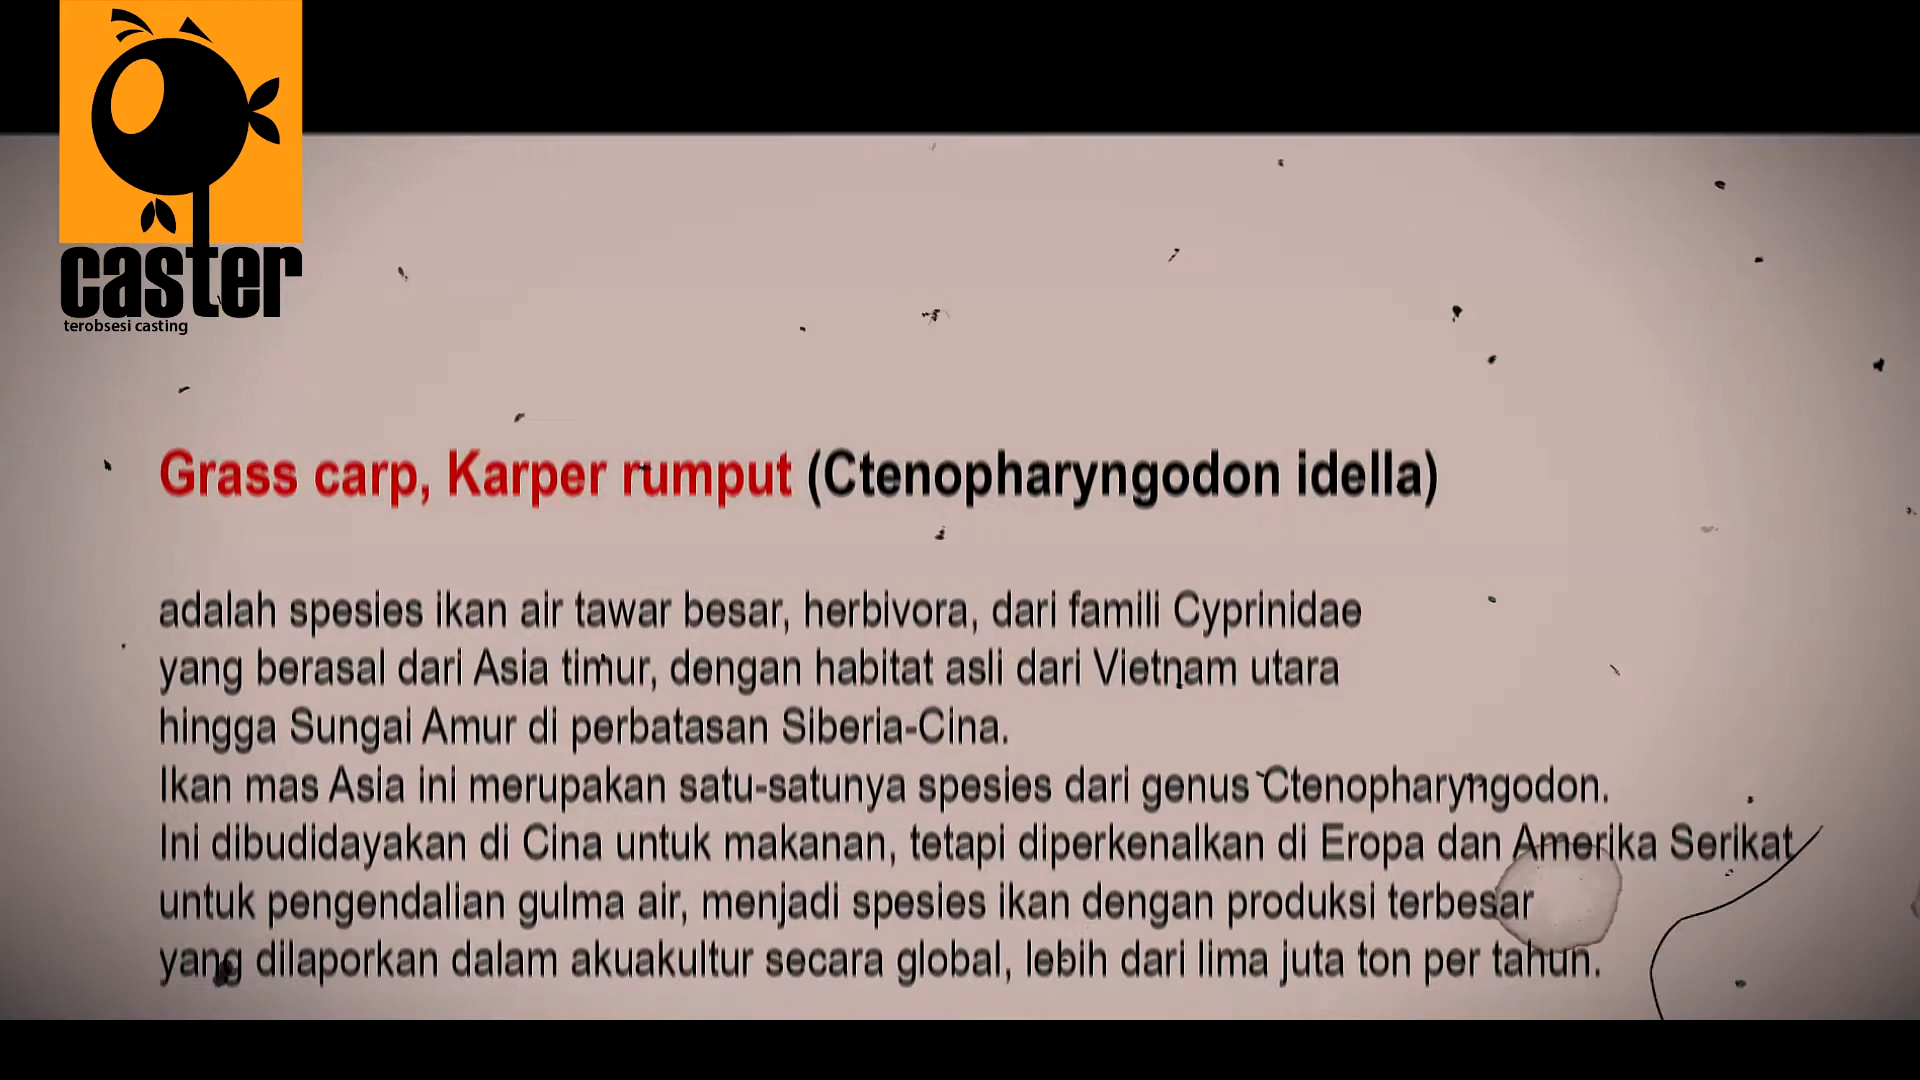 caster
terobsesi casting
Grass carp, Karper rumput (Ctenopharyngodon idella)
adalah spesies ikan air tawar besar, herbivora, dari famili Cyprinidae
yang berasal dari Asia timur, dengan habitat asli dari Vietnam utara
hingga Sungai Amur di perbatasan Siberia-Cina.
Ikan mas Asia ini merupakan satu-satunya spesies dari genus Ctenopharyngodon.
Ini dibudidayakan di Cina untuk makanan, tetapi diperkenalkan di Eropa dan Amerika Serikat
untuk pengendalian gulma air, menjadi spesies ikan dengan produksi terbesar
yang dilaporkan dalam akuakultur secara global, lebih dari lima juta ton per tahun.